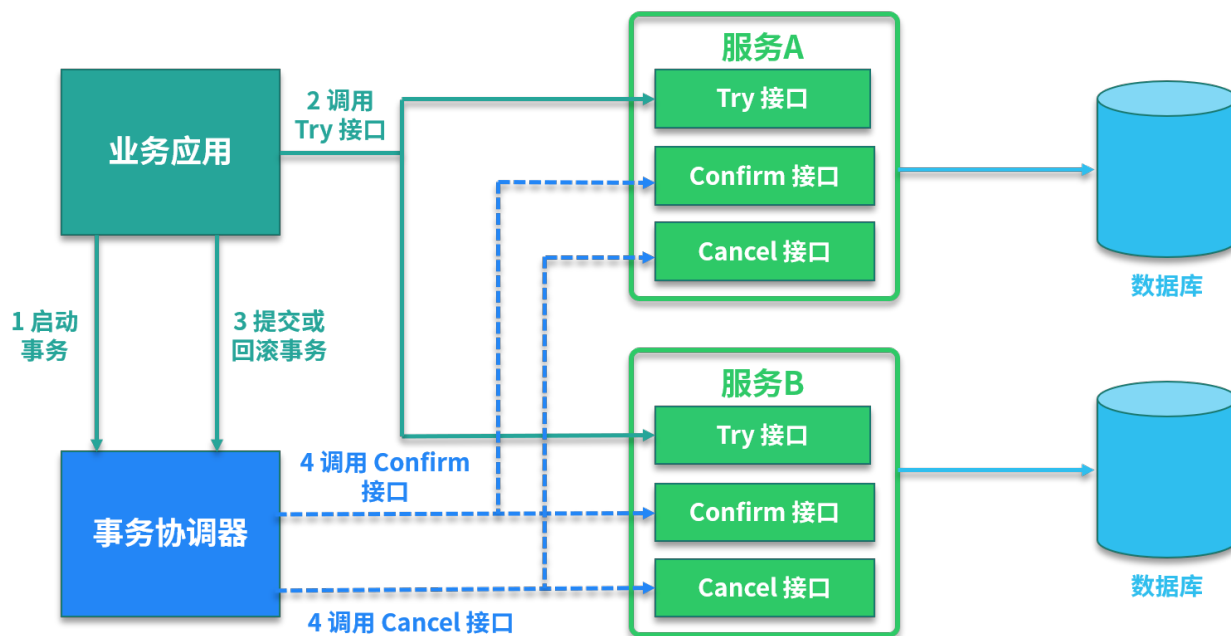 服务A
Try 接口
Confirm 接口
Cancel 接口
业务应用
2 调用
Try 接口
数据库
1 启动
事务
3 提交或
回滚事务
服务B
Try 接口
Confirm 接口
Cancel 接口
事务协调器
4 调用 Confirm
接口
4 调用 Cancel 接口
数据库